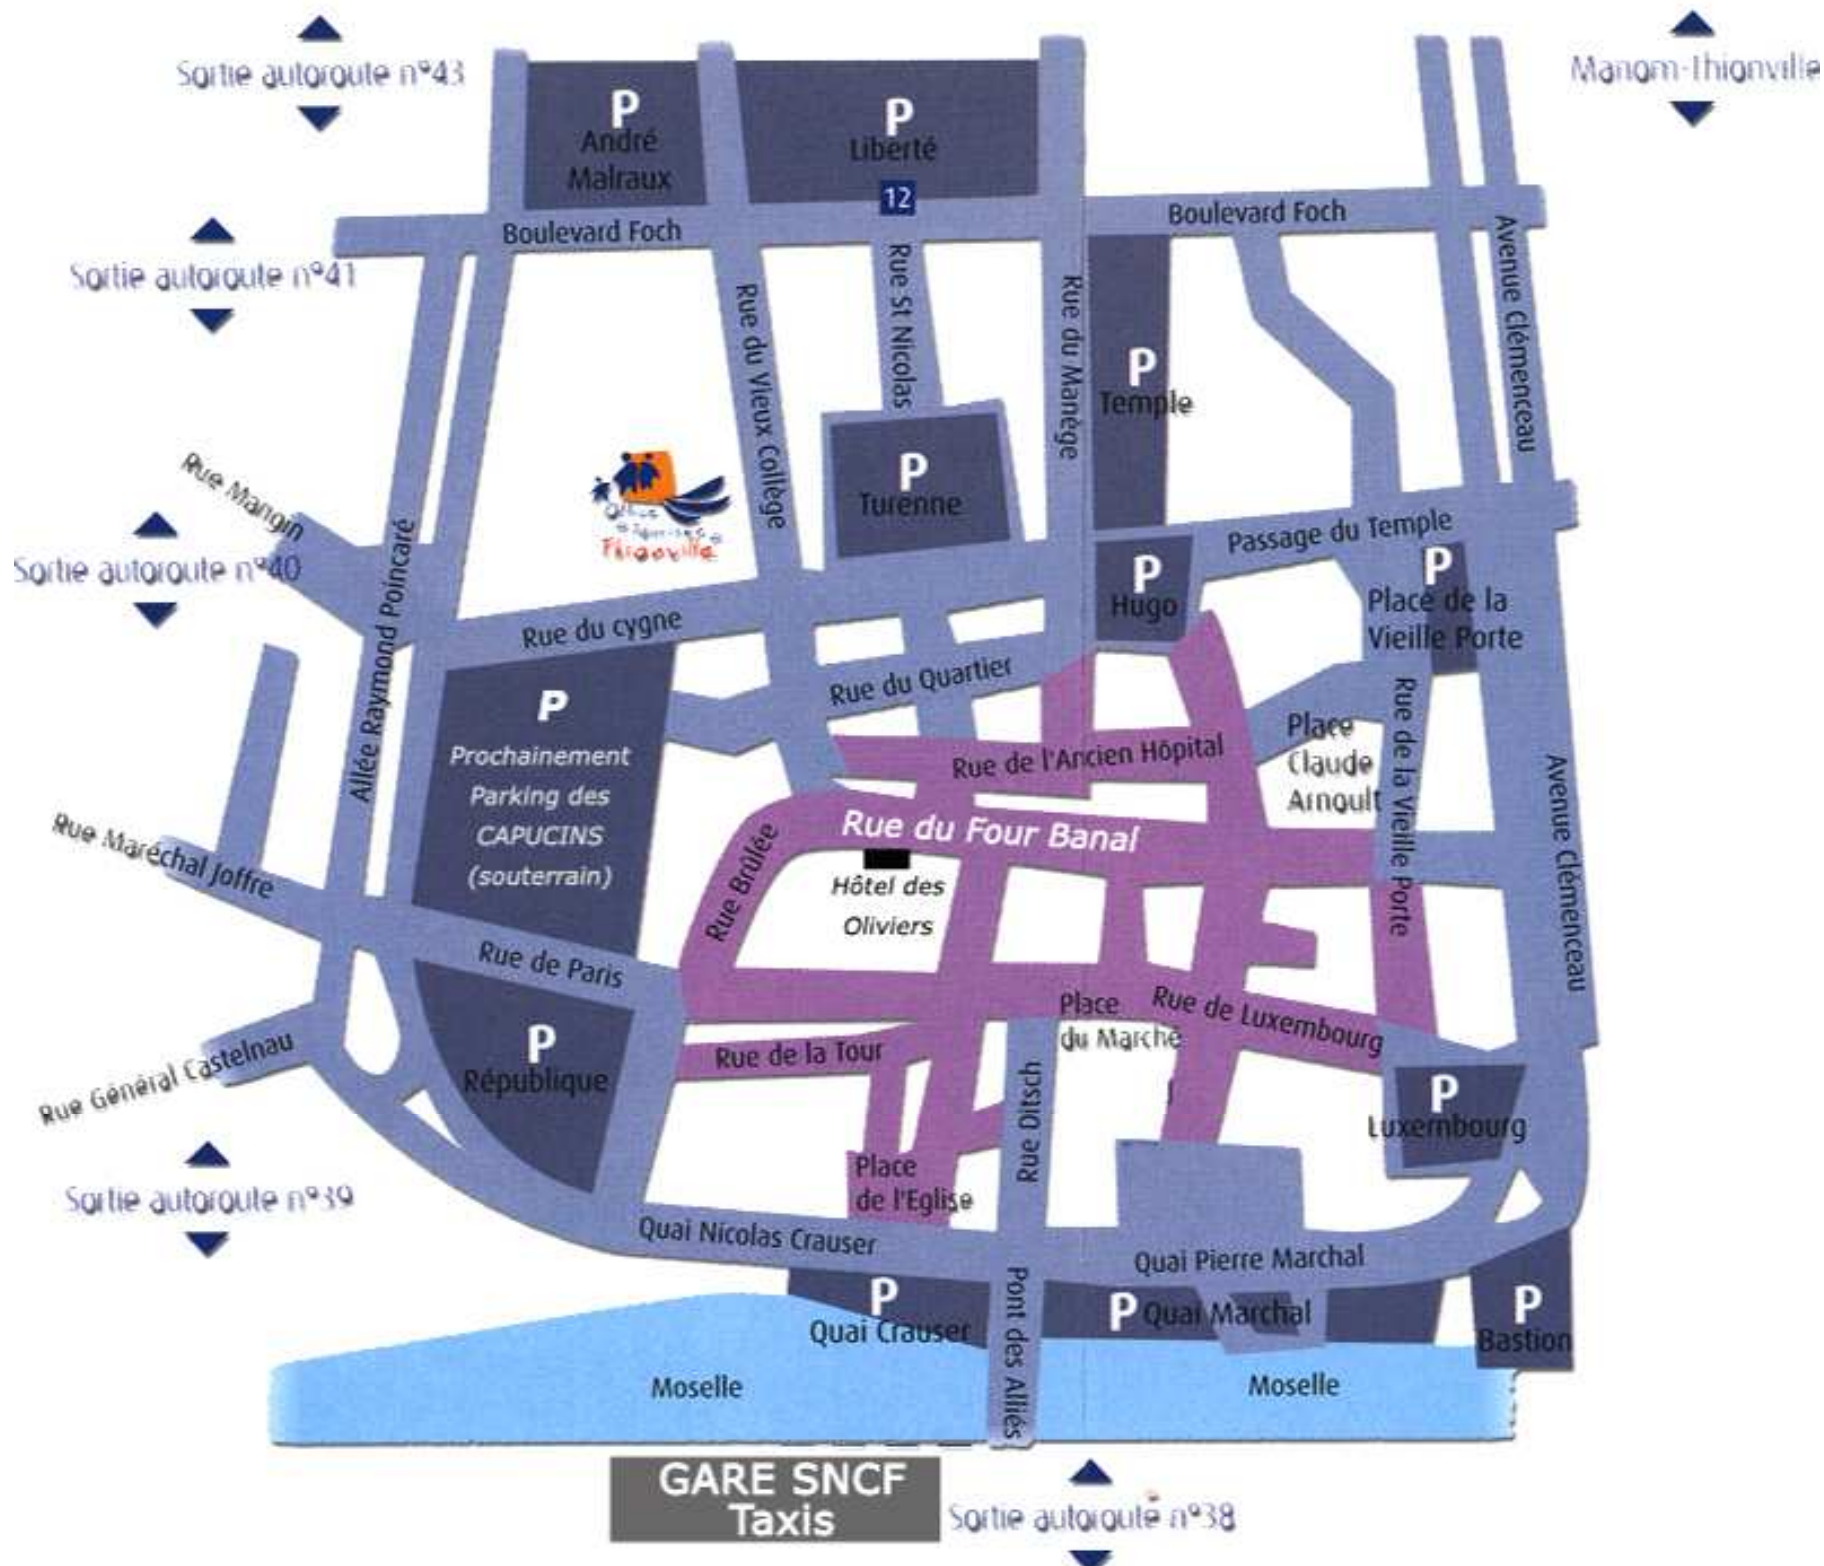 Sortie autoroute n°43
Manom-Thionville
P
André
Malraux
P
Liberté
12
Boulevard Foch
Boulevard Foch
Sortie autoroute n°41
Rue du Vieux Collège
Rue St Nicolas
Rue du Manège
Avenue Clémenceau
P
Temple
Rue Mangin
P
Turenne
Office
Thionville
Passage du Temple
Sortie autoroute n°40
Allée Raymond Poincaré
P
Hugo
P
Place de la
Vieille Porte
Rue du cygne
Rue du Quartier
P
Prochainement
Parking des
CAPUCINS
(souterrain)
Rue de l'Ancien Hôpital
Place
Claude
Arnoult
Rue de la Vieille Porte
Avenue Clémenceau
Rue Maréchal Joffre
Rue Brûlée
Rue du Four Banal
Hôtel des
Oliviers
Rue de Paris
Place
du Marché
Rue de Luxembourg
Rue Général Castelnau
P
République
Rue de la Tour
Rue Ditsch
P
Luxembourg
Sortie autoroute n°39
Place
de l'Eglise
Quai Nicolas Crauser
Quai Pierre Marchal
P
Quai Crauser
Pont des Alliés
P Quai Marchal
P
Bastion
Moselle
Moselle
GARE SNCF
Taxis
Sortie autoroute n°38